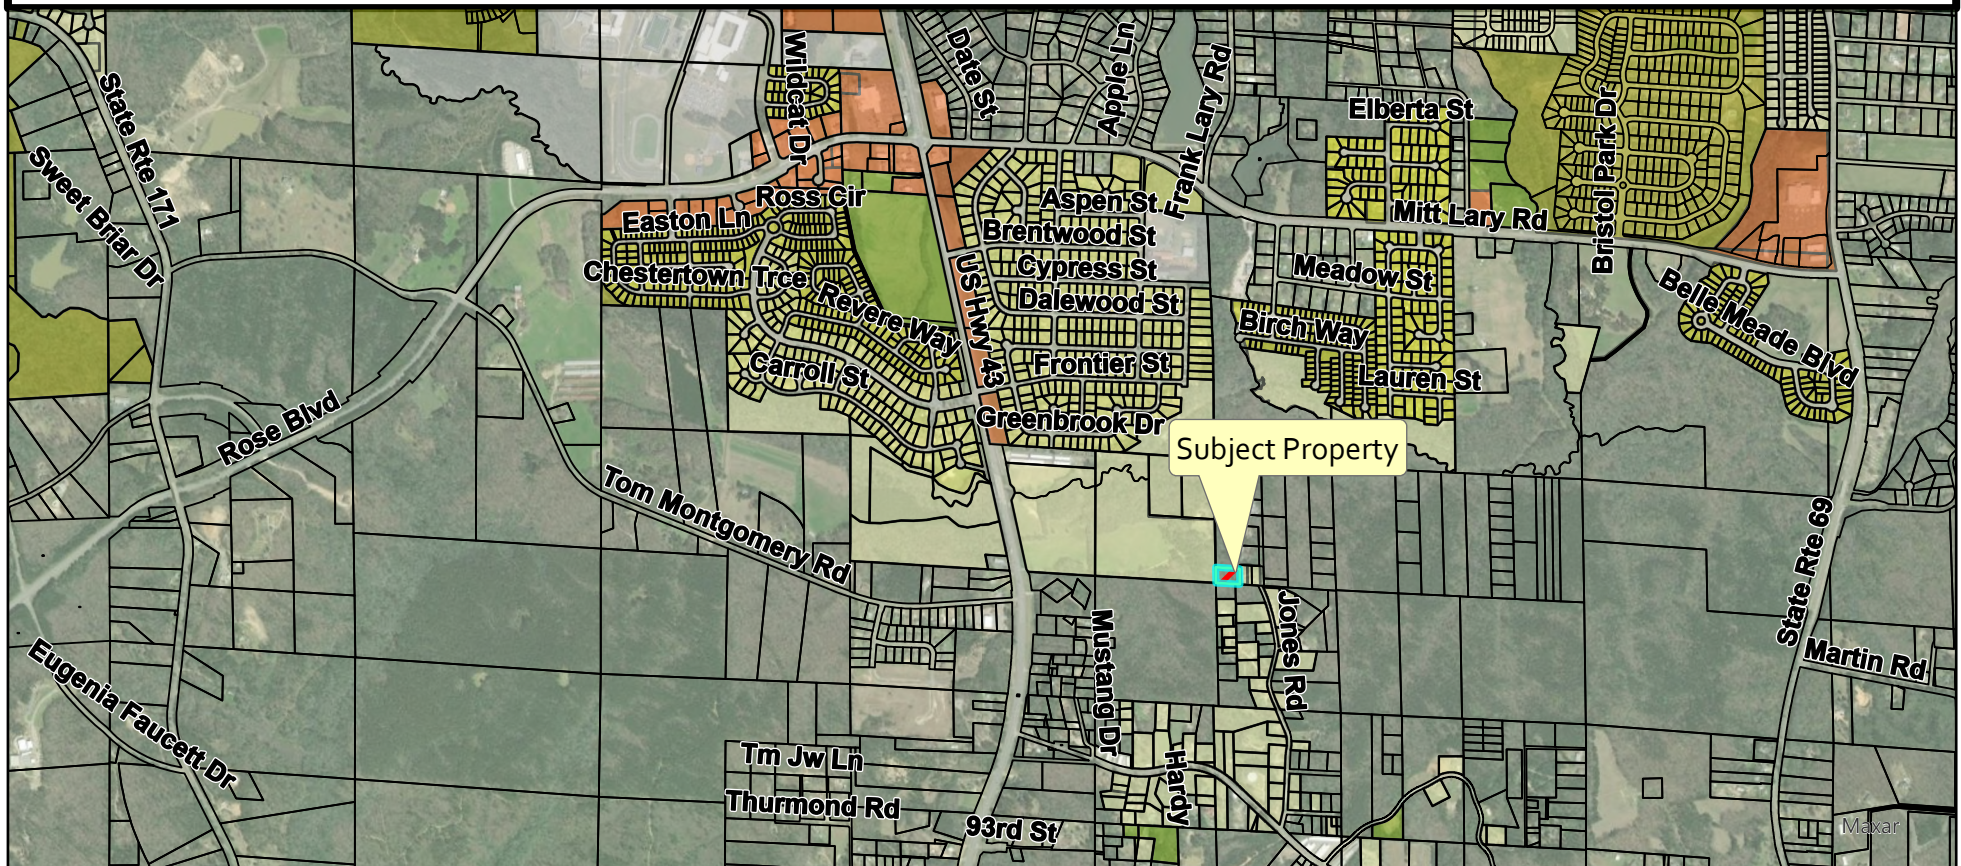 Date St
Apple Ln
Wildcat Dr
Frank Lary Rd
State Rte 171
Elberta St
Bristol Park Dr
Sweet Briar Dr
Ross Cir
Aspen St
Easton Ln
Mitt Lary Rd
Brentwood St
Cypress St
Chestertown Trce
Meadow St
US Hwy 43
Dalewood St
Revere Way
Belle Meade Blvd
Birch Way
Frontier St
Carroll St
Lauren St
Greenbrook Dr
Rose Blvd
Subject Property
Tom Montgomery Rd
State Rte 69
Jones Rd
Mustang Dr
Martin Rd
Eugenia Faucett Dr
Tm Jw Ln
Hardy
Thurmond Rd
93rd St
Maxar